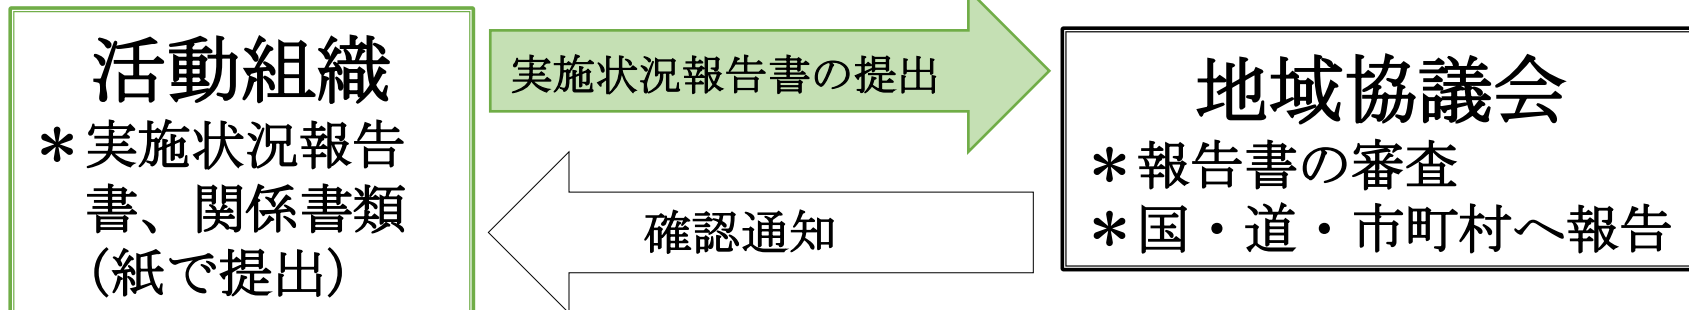 活動組織
＊実施状況報告
書、関係書類
（紙で提出）
実施状況報告書の提出
確認通知
地域協議会
＊報告書の審査
＊国・道・市町村へ報告